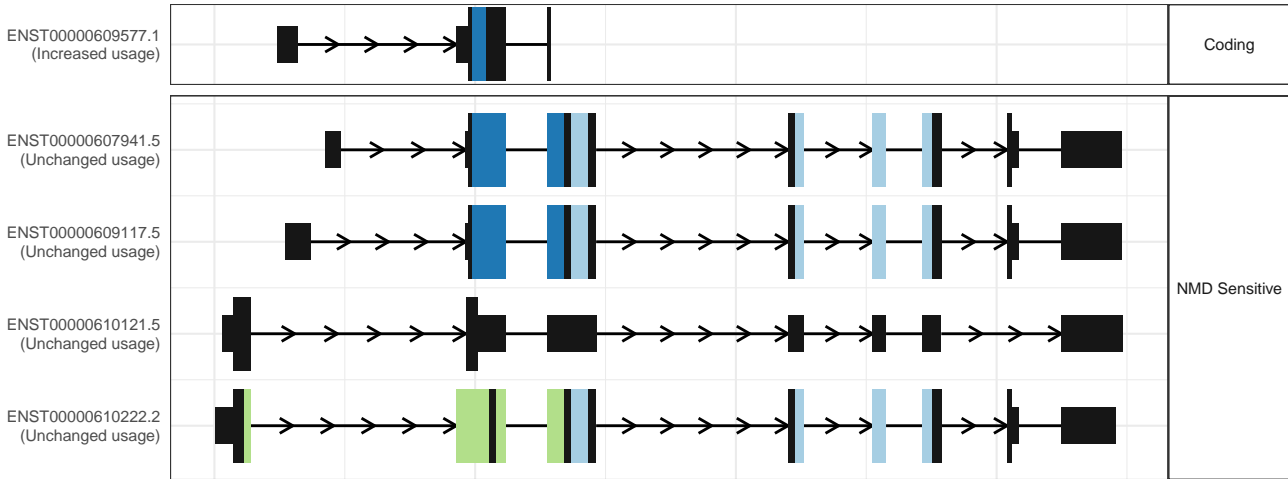 ENST00000609577.1
(Increased usage)
Coding
ENST00000607941.5
(Unchanged usage)
ENST00000609117.5
(Unchanged usage)
NMD Sensitive
ENST00000610121.5
(Unchanged usage)
ENST00000610222.2
(Unchanged usage)